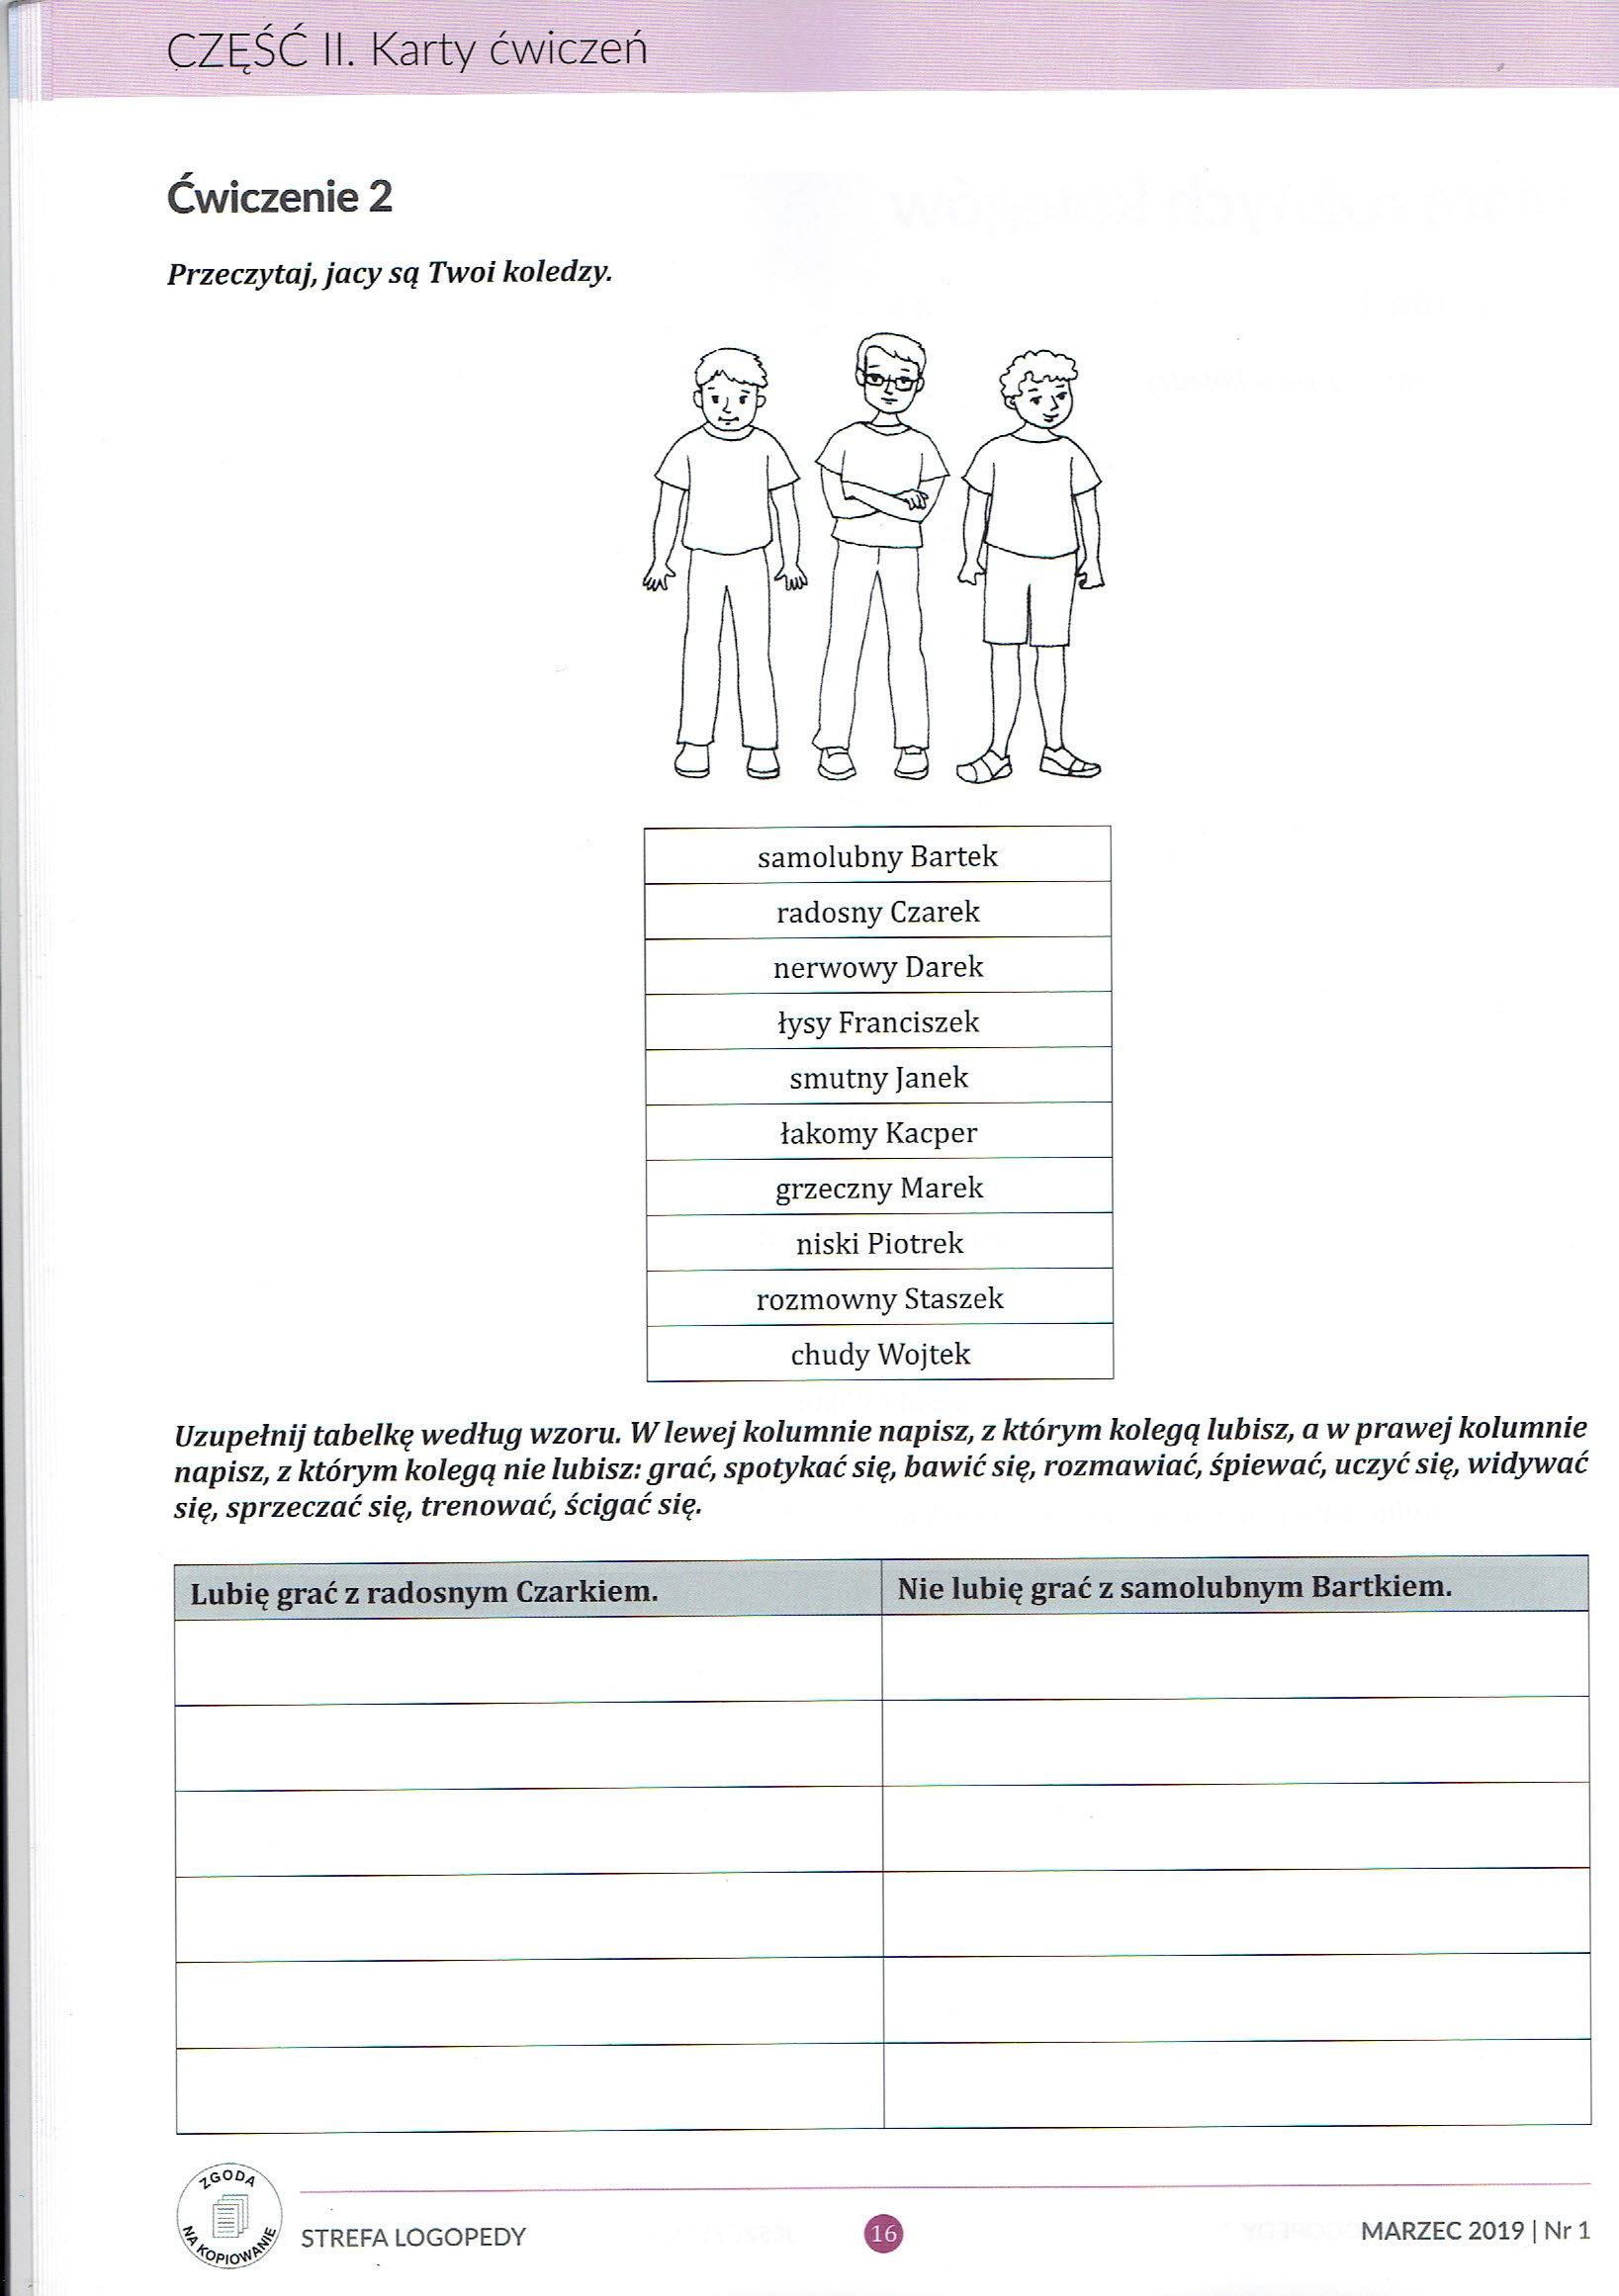 CZĘŚĆ II. Karty ćwiczeń
Ćwiczenie 2
Przeczytaj, jacy są Twoi koledzy.
samolubny Bartek
radosny Czarek
nerwowy Darek
łysy Franciszek
smutny Janek
łakomy Kacper
grzeczny Marek
niski Piotrek
rozmowny Staszek
chudy Wojtek
Uzupełnij tabelkę według wzoru. W lewej kolumnie napisz, z którym kolegą lubisz, a w prawej kolumnie
napisz, z którym kolegą nie lubisz: grać, spotykać się, bawić się, rozmawiać, śpiewać, uczyć się, widywać
się, sprzeczać się, trenować, ścigać się.
Lubię grać z radosnym Czarkiem.
Nie lubię grać z samolubnym Bartkiem.
ZGODA
NA KOPIOWANIE
STREFA LOGOPEDY
16
MARZEC 2019 | Nr 1